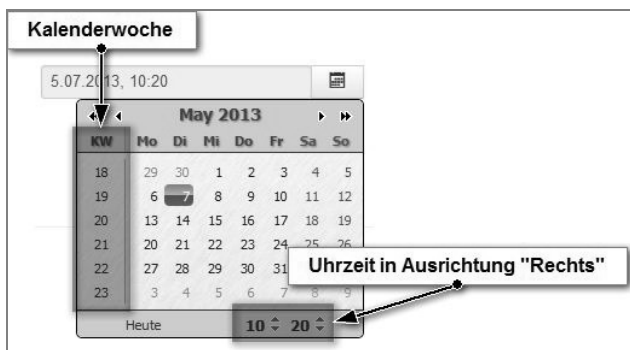 Kalenderwoche
5.07.2013, 10:20
May 2013
KW Mo Di Mi Do Fr Sa So
18 29 30 1 2 3 4 5
19 6 7 8 9 10 11 12
20 13 14 15 16 17 18 19
21 20 21 22 23 24 25 26
22 27 28 29 30 31
Uhrzeit in Ausrichtung "Rechts"
23 3 4 5 6 7 8 9
Heute 10 20